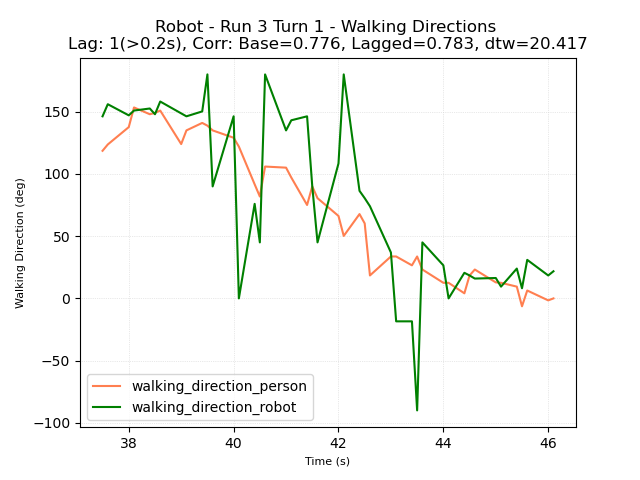 Robot - Run 3 Turn 1 - Walking Directions
Lag: 1(>0.2s), Corr: Base=0.776, Lagged=0.783, dtw=20.417
Walking Direction (deg)
150
100
50
0
−50
−100
walking_direction_person
walking_direction_robot
38 40 42 44 46
Time (s)